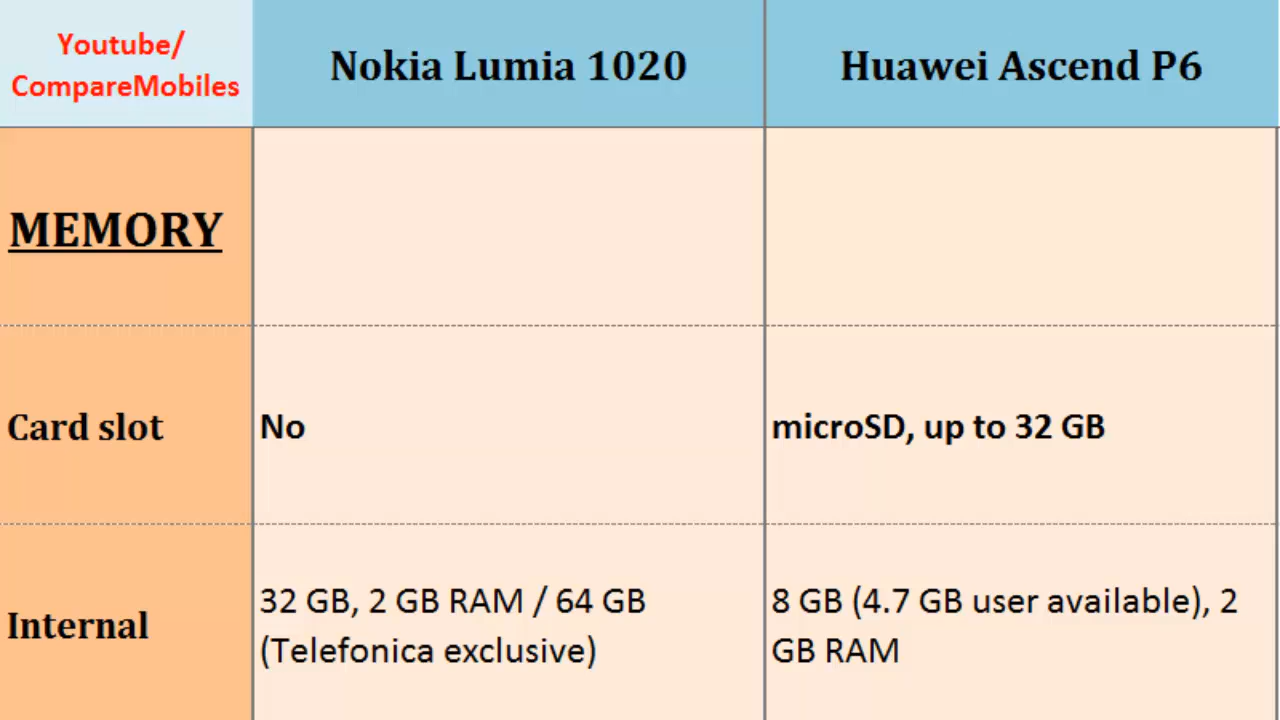 Youtube/
CompareMobiles
Nokia Lumia 1020
Huawei Ascend P6
MEMORY
Card slot
No
microSD, up to 32 GB
Internal
32 GB, 2 GB RAM / 64 GB
(Telefonica exclusive)
8 GB (4.7 GB user available), 2
GB RAM